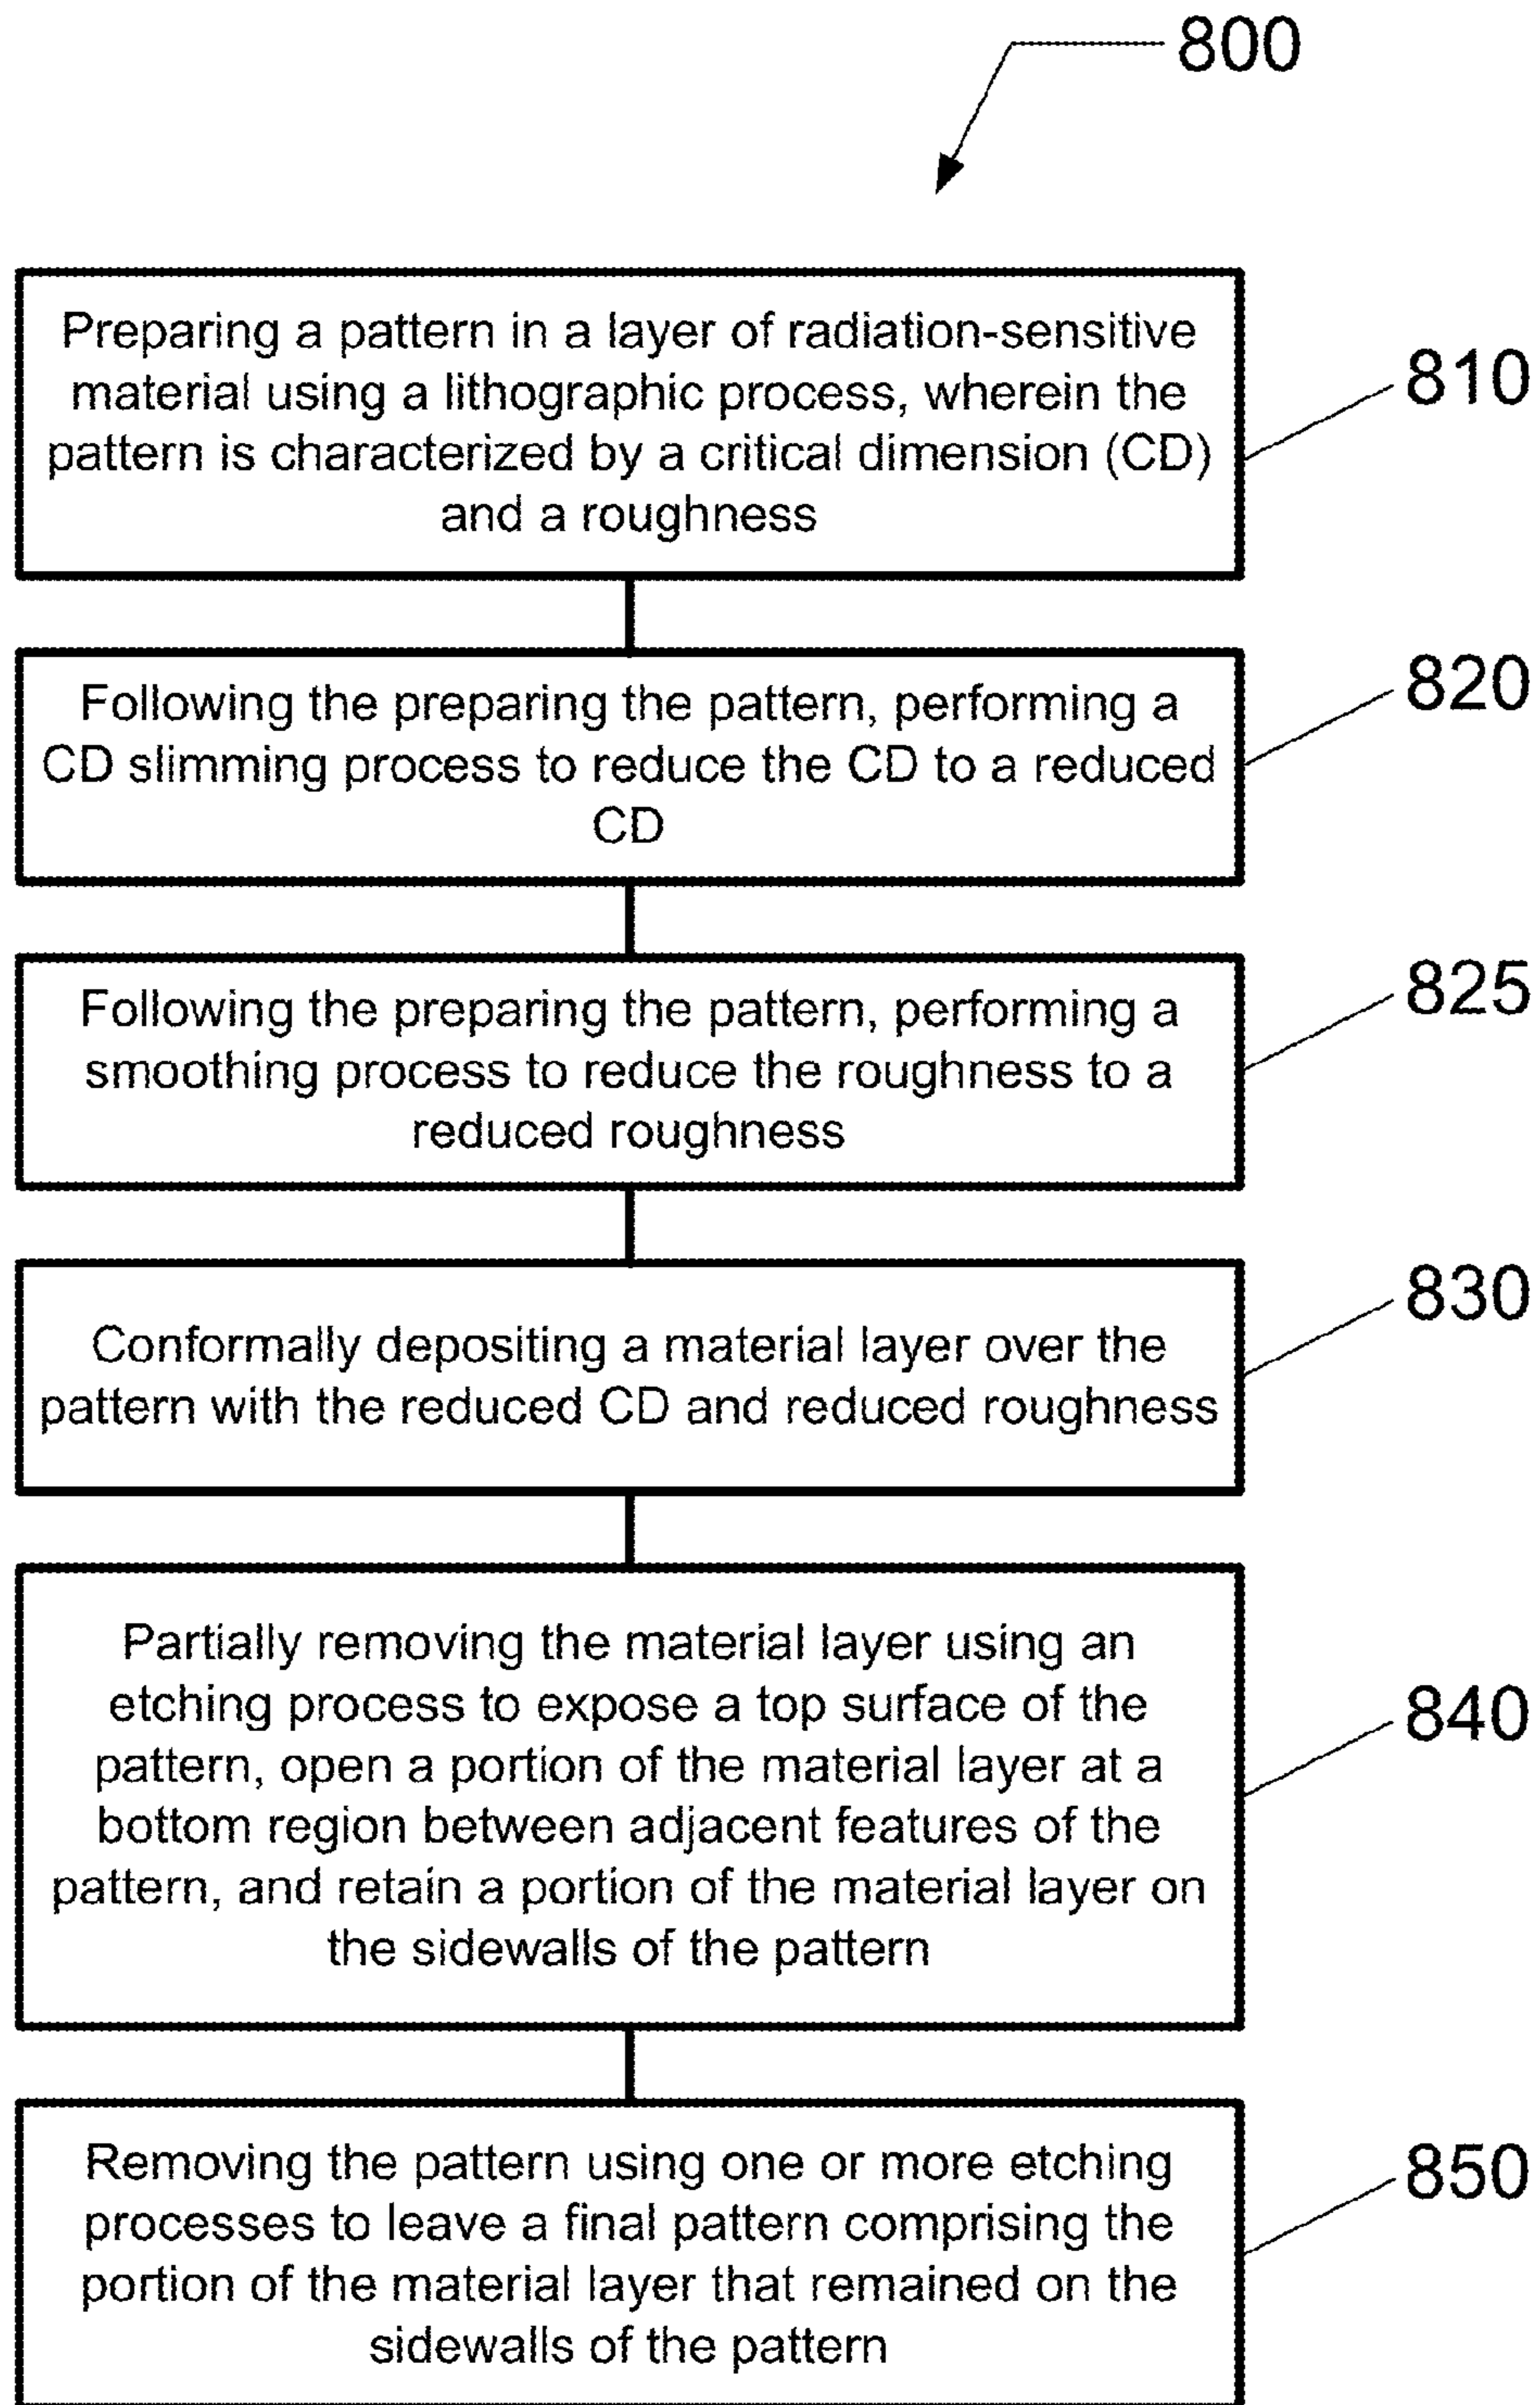 800
Preparing a pattern in a layer of radiation-sensitive
material using a lithographic process, wherein the
pattern is characterized by a critical dimension (CD)
and a roughness
810
Following the preparing the pattern, performing a
CD slimming process to reduce the CD to a reduced
CD
820
Following the preparing the pattern, performing a
smoothing process to reduce the roughness to a
reduced roughness
825
Conformally depositing a material layer over the
pattern with the reduced CD and reduced roughness
830
Partially removing the material layer using an
etching process to expose a top surface of the
pattern, open a portion of the material layer at a
bottom region between adjacent features of the
pattern, and retain a portion of the material layer on
the sidewalls of the pattern
840
Removing the pattern using one or more etching
processes to leave a final pattern comprising the
portion of the material layer that remained on the
sidewalls of the pattern
850